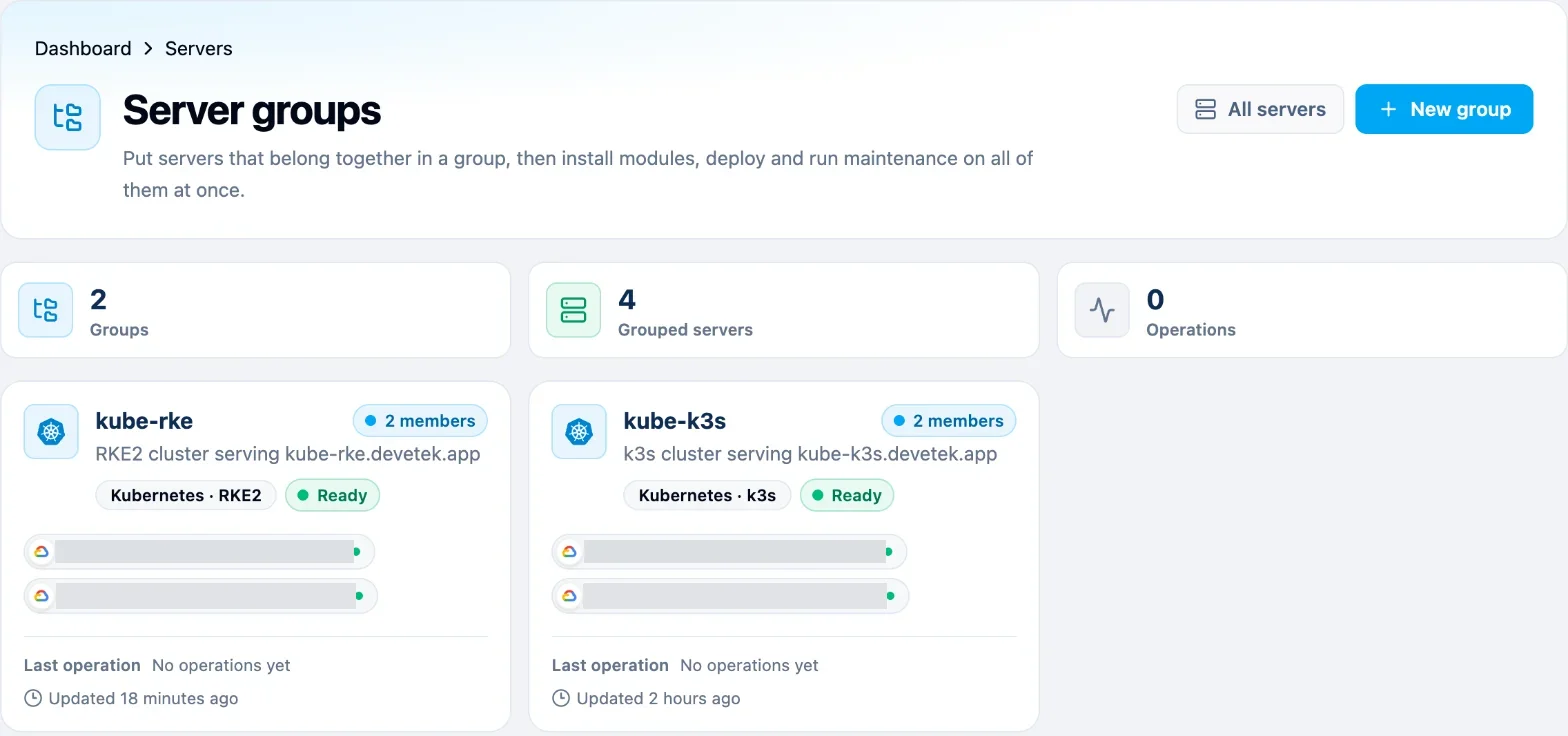 Dashboard > Servers
Server groups
All servers
New group
Put servers that belong together in a group, then install modules, deploy and run maintenance on all of
them at once.
2
Groups
4
Grouped servers
0
Operations
kube-rke
2 members
RKE2 cluster serving kube-rke.devetek.app
Kubernetes · RKE2
Ready
Last operation No operations yet
Updated 18 minutes ago
kube-k3s
2 members
k3s cluster serving kube-k3s.devetek.app
Kubernetes · k3s
Ready
Last operation No operations yet
Updated 2 hours ago